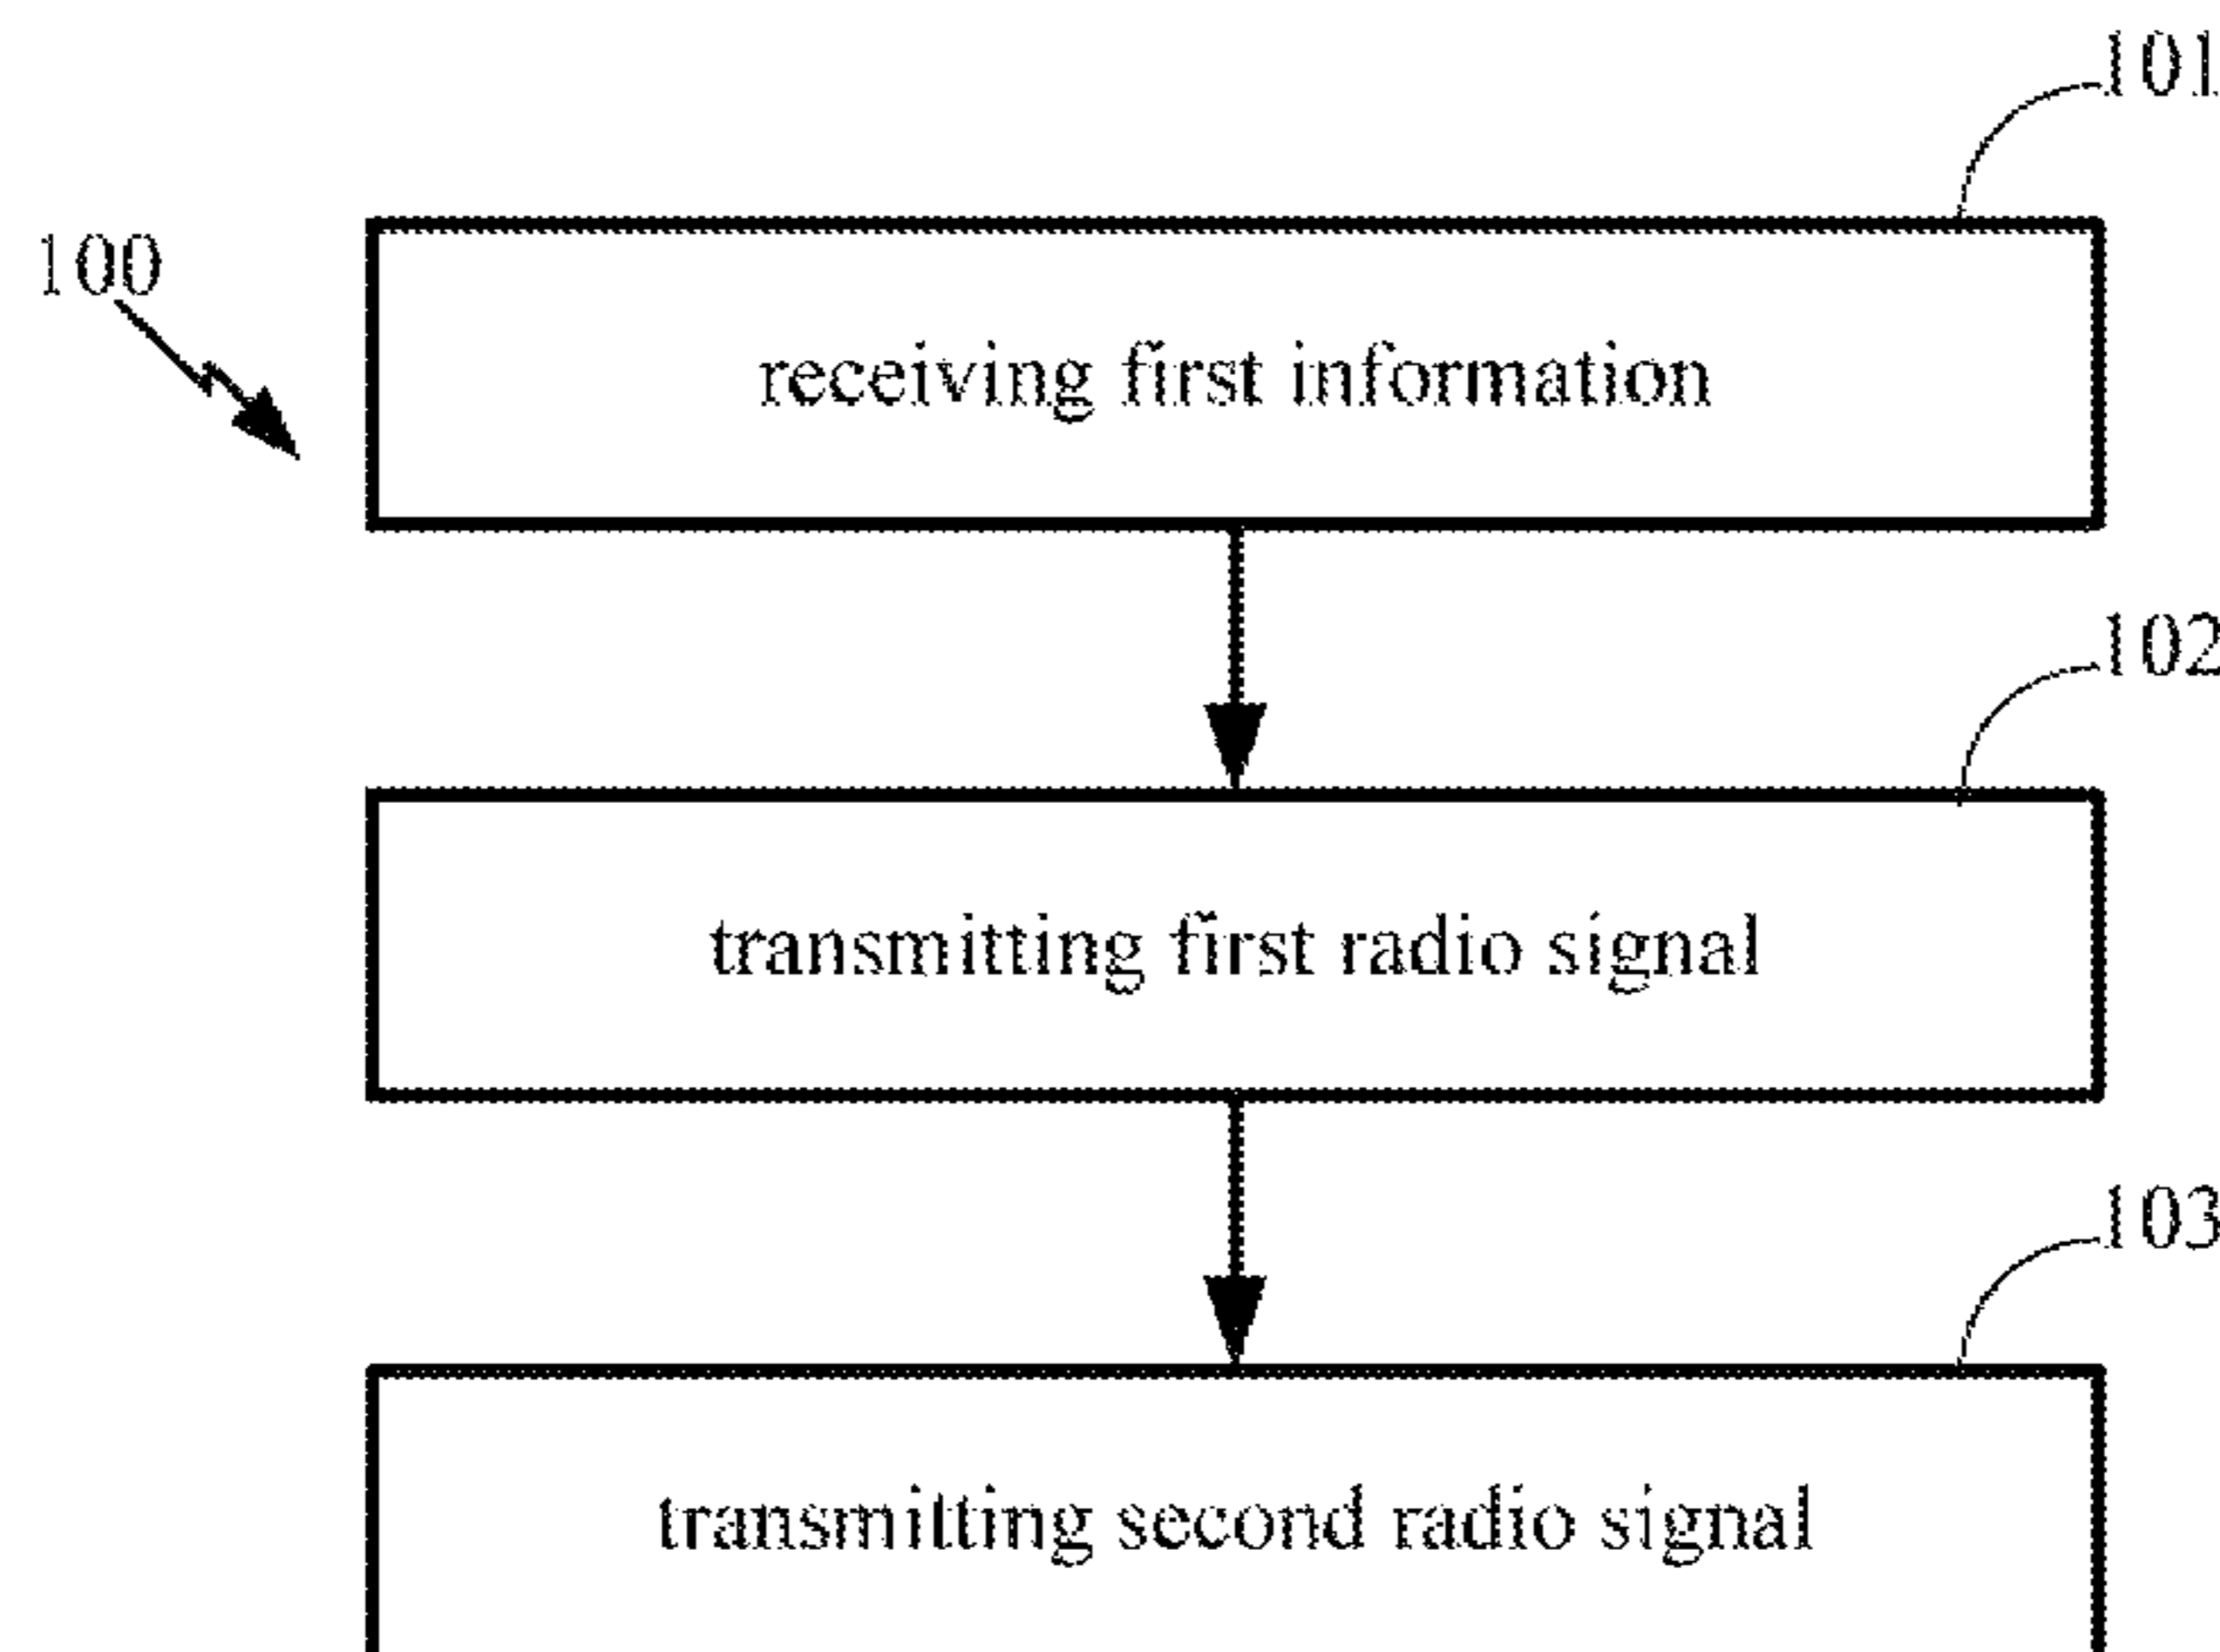 101
100
receiving first information
102
transmitting first radio signal
103
transmitting second radio signal